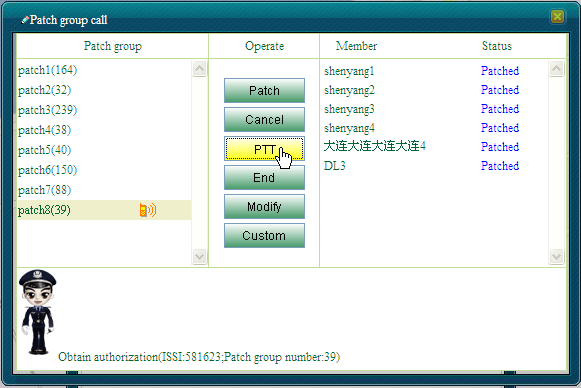 Patch group call
Patch group Operate Member Status
patch1(164)
patch2(32)
patch3(239)
patch4(38)
patch5(40)
patch6(150)
patch7(88)
patch8(39)
Patch
Cancel
PTT
End
Modify
Custom
shenyang1 Patched
shenyang2 Patched
shenyang3 Patched
shenyang4 Patched
大连大连大连大连4 Patched
DL3 Patched
Obtain authorization(ISSI:581623;Patch group number:39)